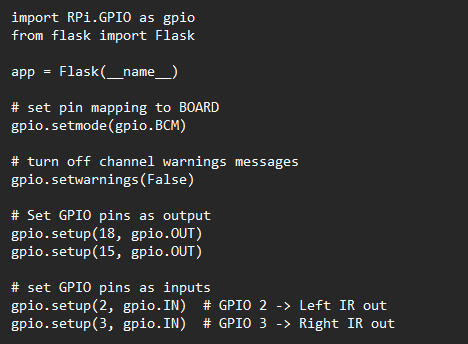 import RPi.GPIO as gpio
from flask import Flask
app = Flask(__name__)
# set pin mapping to BOARD
gpio.setmode(gpio.BCM)
# turn off channel warnings messages
gpio.setwarnings(False)
# Set GPIO pins as output
gpio.setup(18, gpio.OUT)
gpio.setup(15, gpio.OUT)
# set GPIO pins as inputs
gpio.setup(2, gpio.IN)  # GPIO 2 -> Left IR out
gpio.setup(3, gpio.IN)  # GPIO 3 -> Right IR out